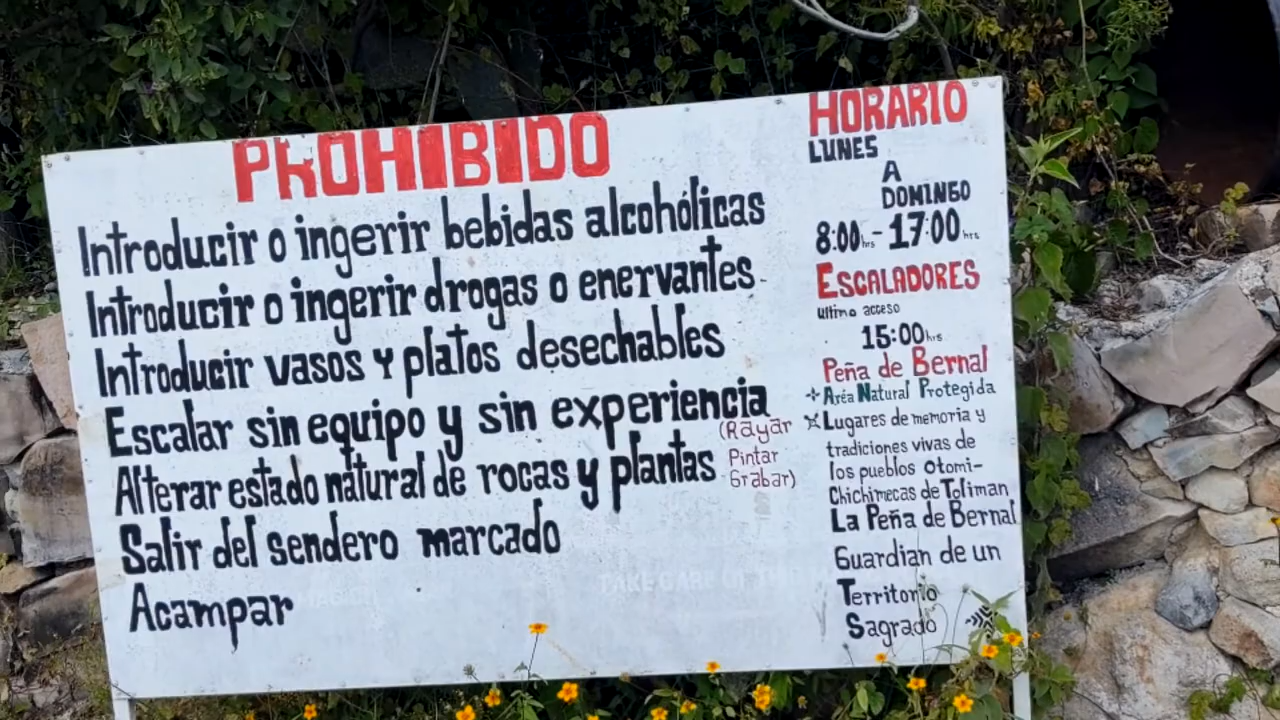 PROHIBIDO
Introducir o ingerir bebidas alcohólicas
Introducir o ingerir drogas o enervantes
Introducir vasos y platos desechables
Escalar sin equipo y sin experiencia
Alterar estado natural de rocas y plantas
(Rayar
Pintar
Grabar)
Salir del sendero marcado
Acampar
HORARIO
LUNES
A
DOMINGO
8:00 hrs - 17:00 hrs
ESCALADORES
ultimo acceso
15:00 hrs
Peña de Bernal
Area Natural Protegida
Lugares de memoria y
tradiciones vivas de
los pueblos otomi-
Chichimecas de Toliman
La Peña de Bernal
Guardian de un
Territorio
Sagrado